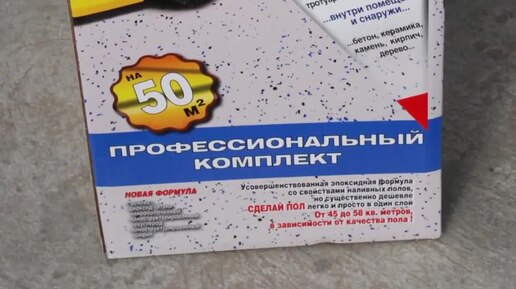 ...внутри помеще
и снаружи...
...бетон, керамика,
камень, кирпич,
дерево...
НА
50
М²
ПРОФЕССИОНАЛЬНЫЙ
КОМПЛЕКТ
НОВАЯ ФОРМУЛА
Усовершенствованная эпоксидная формула
со свойствами наливных полов,
но существенно дешевле
СДЕЛАЙ ПОЛ легко и просто в один слой
От 45 до 58 кв. метров,
в зависимости от качества пола !